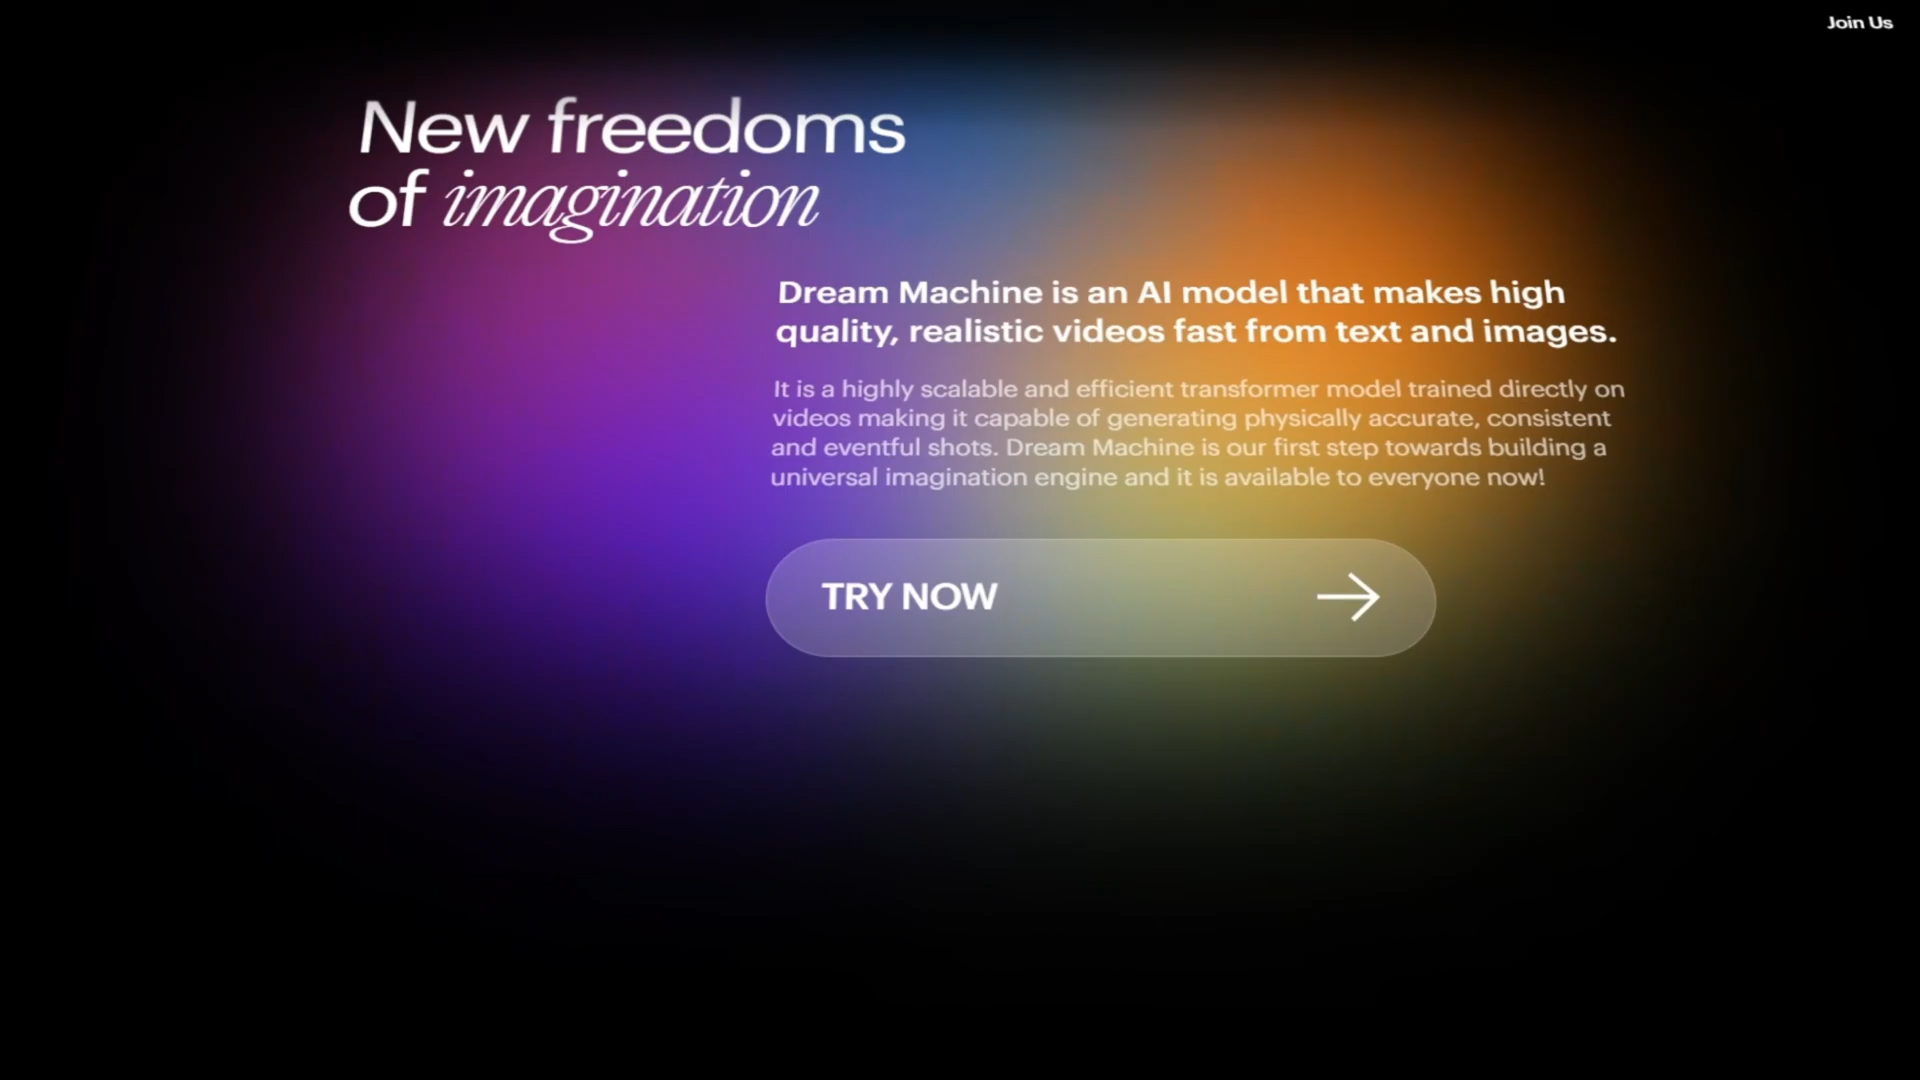 Join Us
New freedoms
of imagination
Dream Machine is an AI model that makes high
quality, realistic videos fast from text and images.
It is a highly scalable and efficient transformer model trained directly on
videos making it capable of generating physically accurate, consistent
and eventful shots. Dream Machine is our first step towards building a
universal imagination engine and it is available to everyone now!
TRY NOW